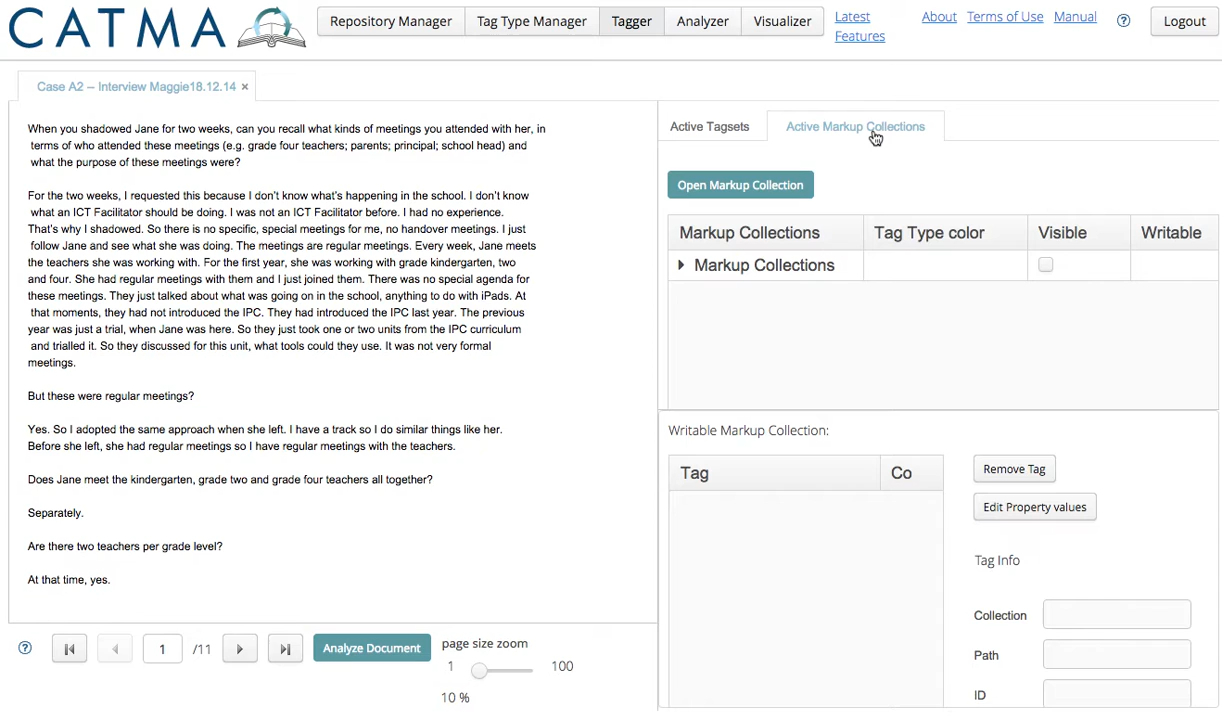 CATMA
Repository Manager
Tag Type Manager
Tagger
Analyzer
Visualizer
Latest
Features
About
Terms of Use
Manual
?
Logout
Case A2 – Interview Maggie18.12.14 ×
When you shadowed Jane for two weeks, can you recall what kinds of meetings you attended with her, in
terms of who attended these meetings (e.g. grade four teachers; parents; principal; school head) and
what the purpose of these meetings were?
For the two weeks, I requested this because I don't know what's happening in the school. I don't know
what an ICT Facilitator should be doing. I was not an ICT Facilitator before. I had no experience.
That's why I shadowed. So there is no specific, special meetings for me, no handover meetings. I just
follow Jane and see what she was doing. The meetings are regular meetings. Every week, Jane meets
the teachers she was working with. For the first year, she was working with grade kindergarten, two
and four. She had regular meetings with them and I just joined them. There was no special agenda for
these meetings. They just talked about what was going on in the school, anything to do with iPads. At
that moments, they had not introduced the IPC. They had introduced the IPC last year. The previous
year was just a trial, when Jane was here. So they just took one or two units from the IPC curriculum
and trialled it. So they discussed for this unit, what tools could they use. It was not very formal
meetings.
But these were regular meetings?
Yes. So I adopted the same approach when she left. I have a track so I do similar things like her.
Before she left, she had regular meetings so I have regular meetings with the teachers.
Does Jane meet the kindergarten, grade two and grade four teachers all together?
Separately.
Are there two teachers per grade level?
At that time, yes.
?
1
/11
Analyze Document
page size zoom
1
100
10 %
Active Tagsets
Active Markup Collections
Open Markup Collection
Markup Collections
Tag Type color
Visible
Writable
Markup Collections
Writable Markup Collection:
Tag
Co
Remove Tag
Edit Property values
Tag Info
Collection
Path
ID